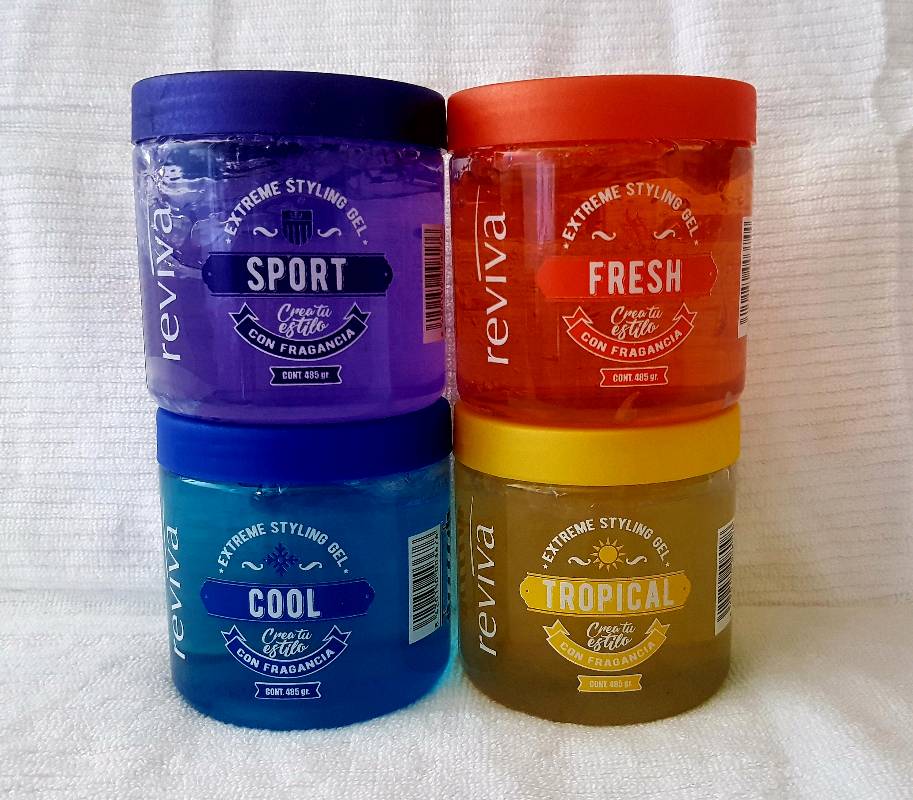 reviva
EXTREME STYLING GEL
SPORT
Crea tu
estilo
CON FRAGANCIA
CONT. 485 gr.
reviva
EXTREME STYLING GEL
FRESH
Crea tu
estilo
CON FRAGANCIA
CONT. 485 gr.
reviva
EXTREME STYLING GEL
COOL
Crea tu
estilo
CON FRAGANCIA
CONT. 485 gr.
reviva
EXTREME STYLING GEL
TROPICAL
Crea tu
estilo
CON FRAGANCIA
CONT. 485 gr.